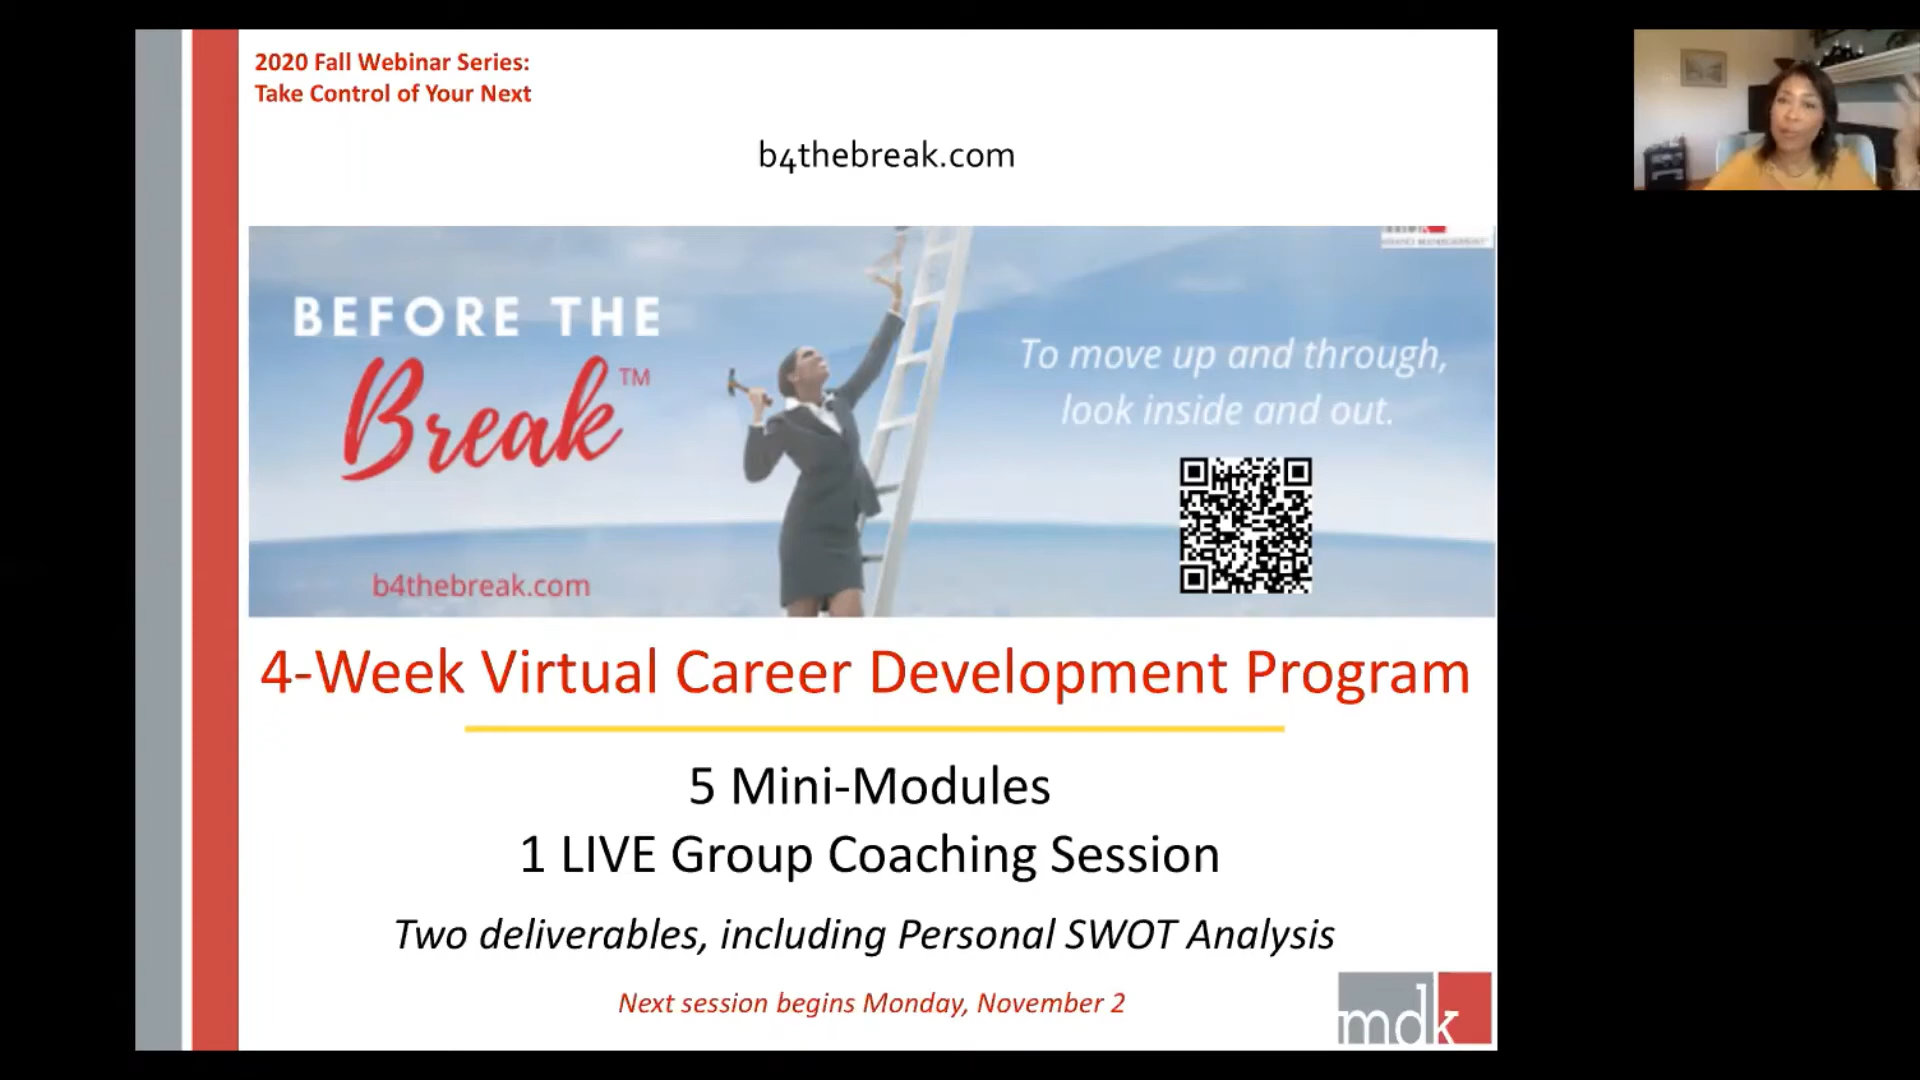 2020 Fall Webinar Series:
Take Control of Your Next
b4thebreak.com
BEFORE THE
Break™
To move up and through,
look inside and out.
b4thebreak.com
4-Week Virtual Career Development Program
5 Mini-Modules
1 LIVE Group Coaching Session
Two deliverables, including Personal SWOT Analysis
Next session begins Monday, November 2
mdk